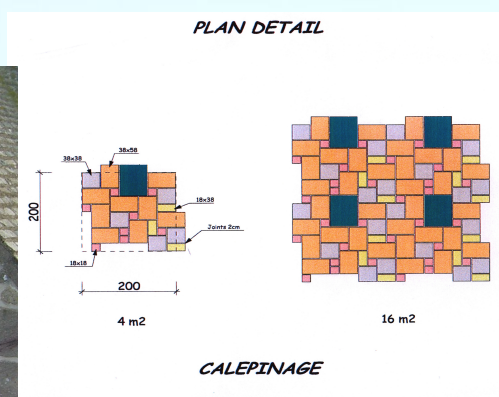 PLAN DETAIL
38x58
38x38
18x38
200
Joints 2cm
18x18
200
4 m2
16 m2
CALEPINAGE